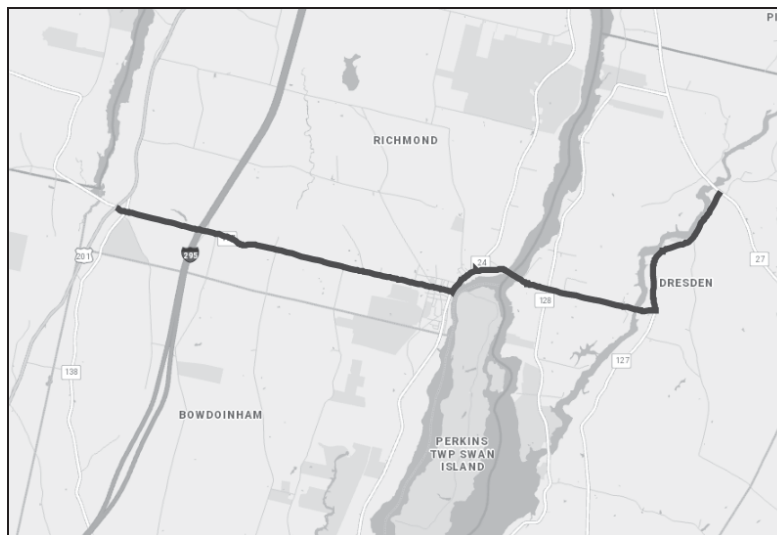 RICHMOND
201
295
24
27
DRESDEN
128
138
127
BOWDOINHAM
PERKINS
TWP SWAN
ISLAND